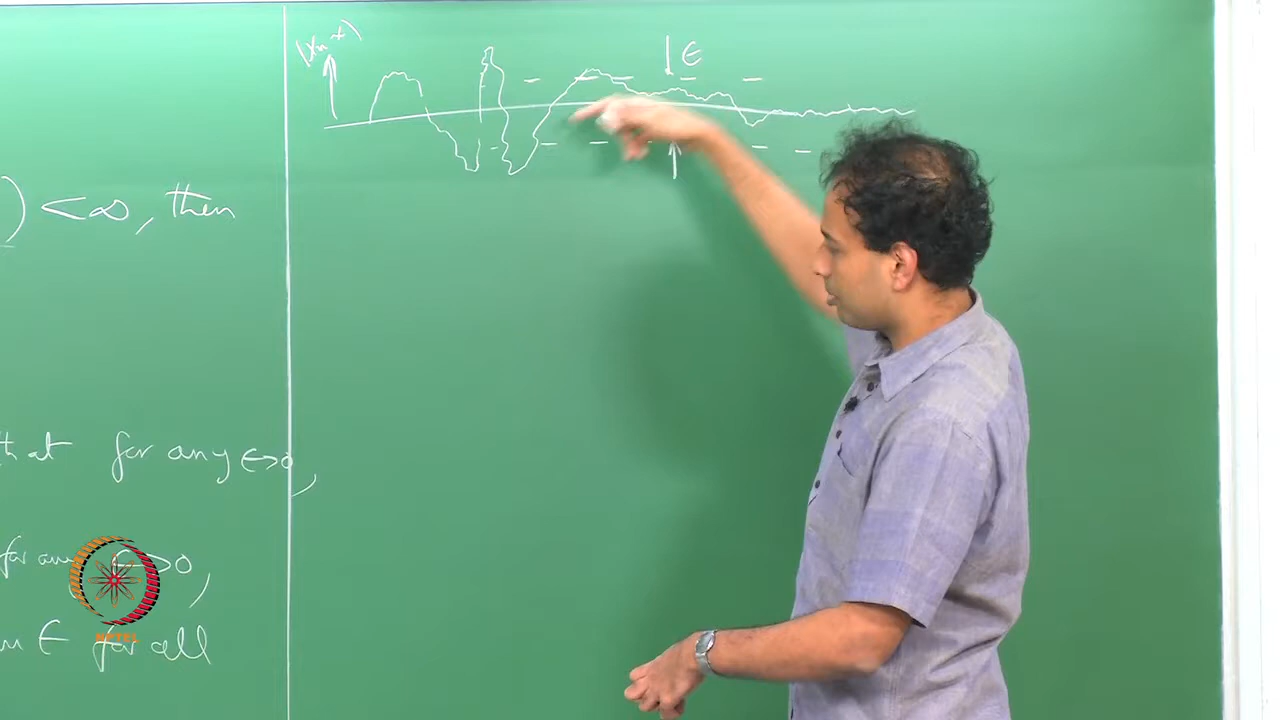 |Xn - X|
ϵ
) < ∞, then
that for any ϵ>0,
for any ϵ>0,
ϵ for all
NPTEL